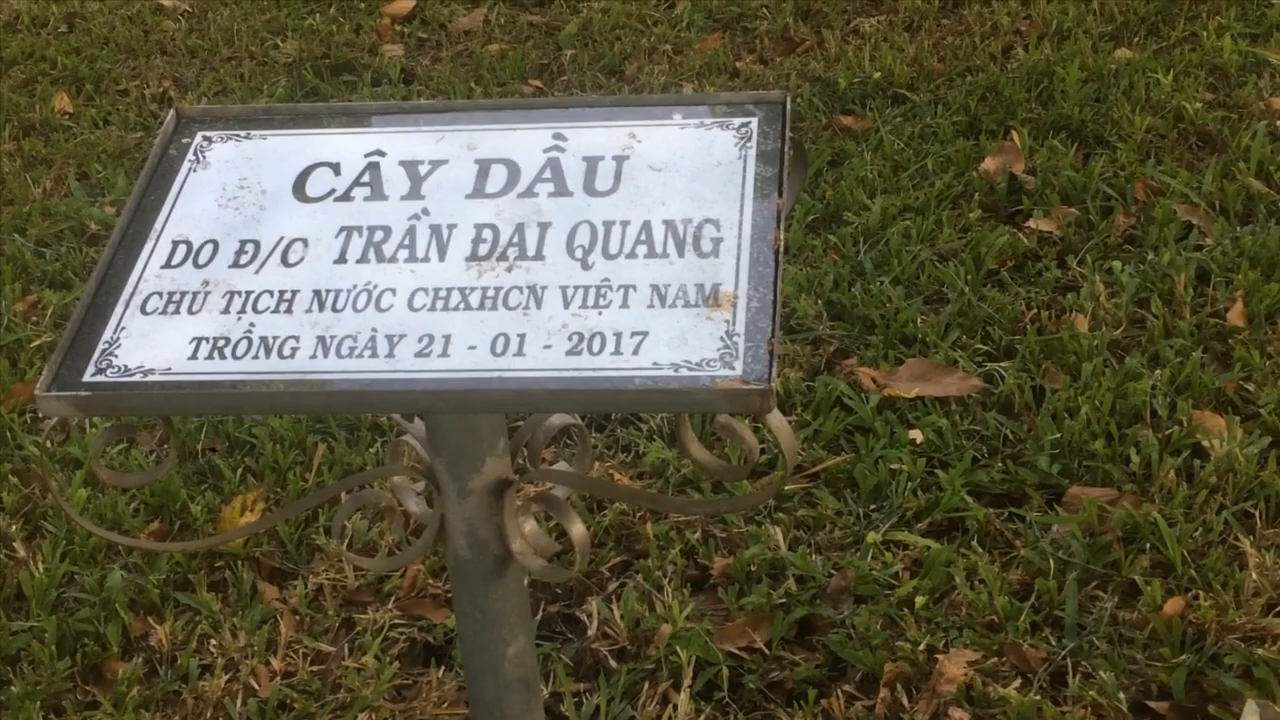 CÂY DẦU
DO Đ/C TRẦN ĐẠI QUANG
CHỦ TỊCH NƯỚC CHXHCN VIỆT NAM
TRỒNG NGÀY 21 - 01 - 2017